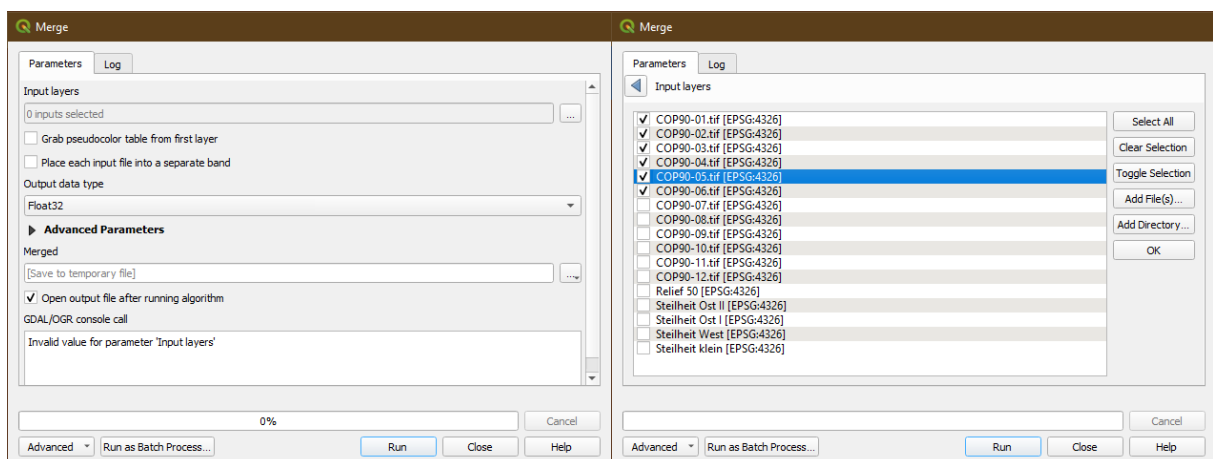 Merge
Parameters
Log
Input layers
0 inputs selected
...
Grab pseudocolor table from first layer
Place each input file into a separate band
Output data type
Float32
Advanced Parameters
Merged
[Save to temporary file]
...
Open output file after running algorithm
GDAL/OGR console call
Invalid value for parameter 'Input layers'
0%
Cancel
Advanced
Run as Batch Process...
Run
Close
Help
Merge
Parameters
Log
Input layers
COP90-01.tif [EPSG:4326]
COP90-02.tif [EPSG:4326]
COP90-03.tif [EPSG:4326]
COP90-04.tif [EPSG:4326]
COP90-05.tif [EPSG:4326]
COP90-06.tif [EPSG:4326]
COP90-07.tif [EPSG:4326]
COP90-08.tif [EPSG:4326]
COP90-09.tif [EPSG:4326]
COP90-10.tif [EPSG:4326]
COP90-11.tif [EPSG:4326]
COP90-12.tif [EPSG:4326]
Relief 50 [EPSG:4326]
Steilheit Ost II [EPSG:4326]
Steilheit Ost I [EPSG:4326]
Steilheit West [EPSG:4326]
Steilheit klein [EPSG:4326]
Select All
Clear Selection
Toggle Selection
Add File(s)...
Add Directory...
OK
Cancel
Advanced
Run as Batch Process...
Run
Close
Help